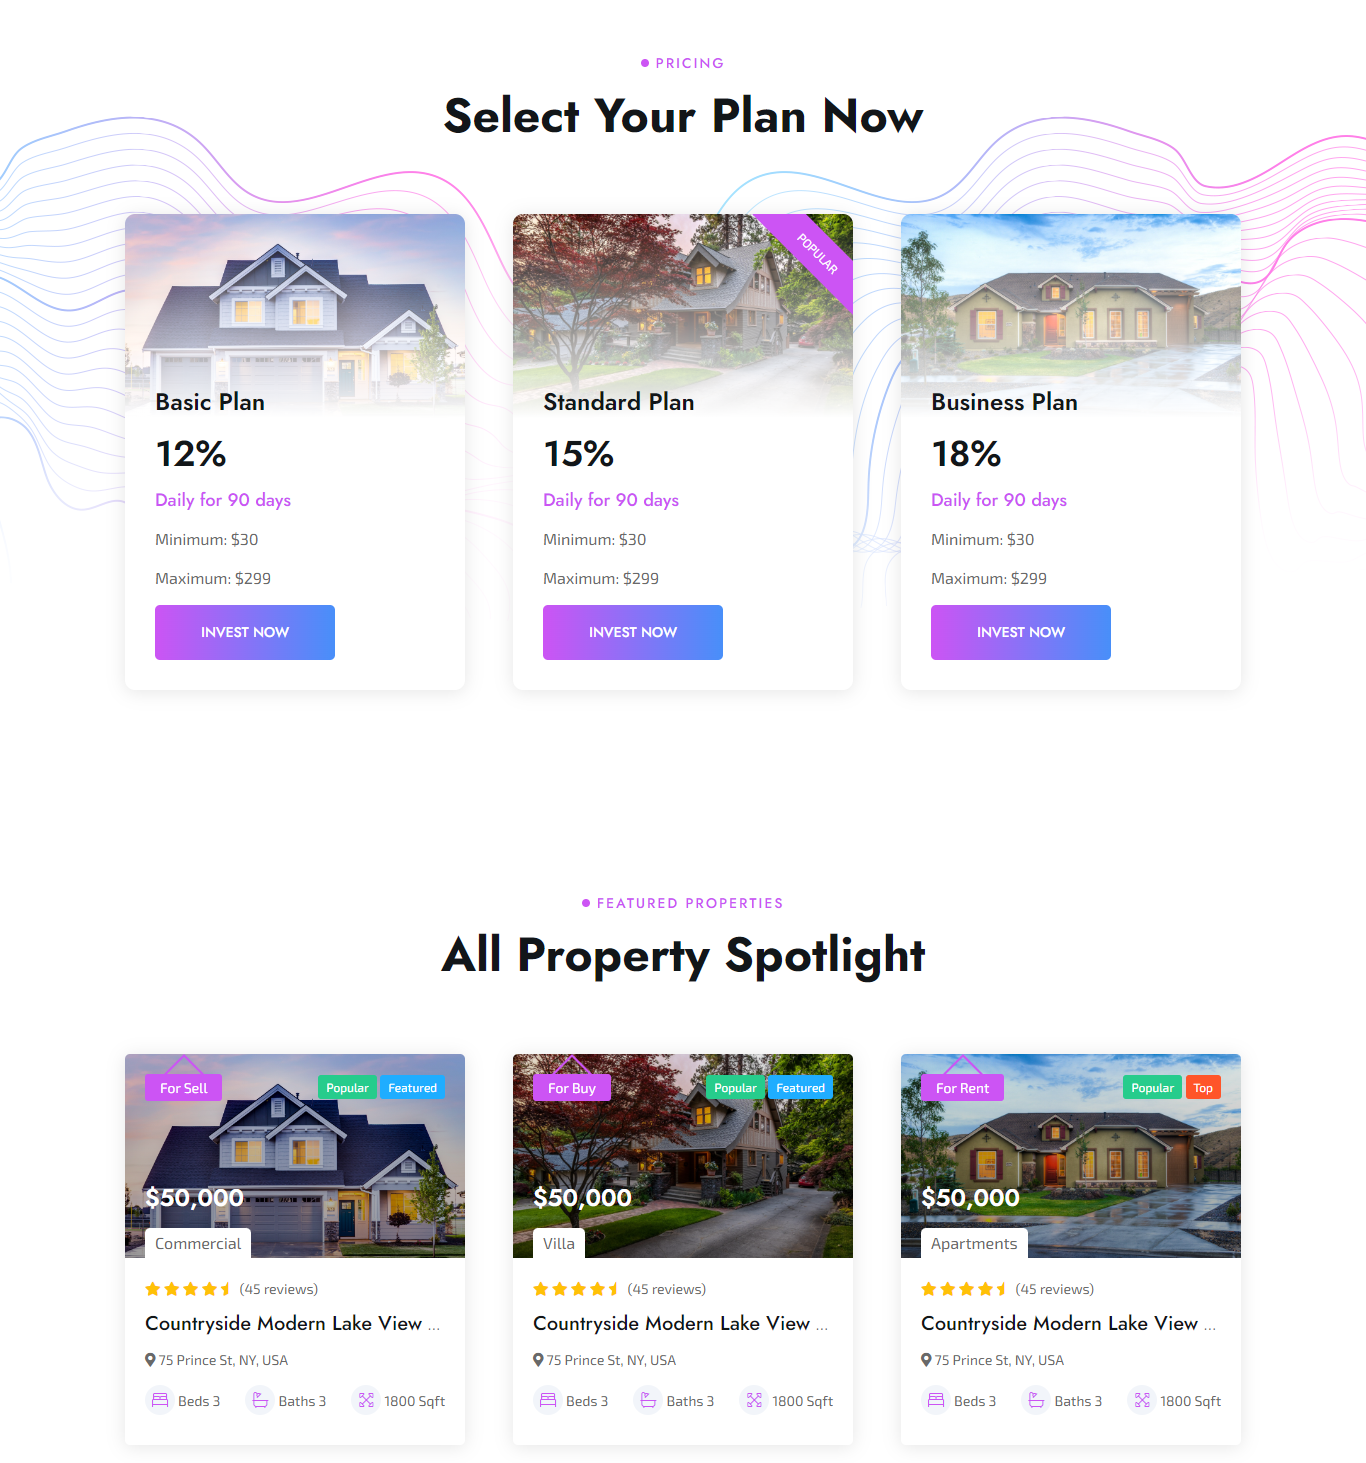 PRICING
Select Your Plan Now
POPULAR
Basic Plan
12%
Daily for 90 days
Minimum: $30
Maximum: $299
INVEST NOW
Standard Plan
15%
Daily for 90 days
Minimum: $30
Maximum: $299
INVEST NOW
Business Plan
18%
Daily for 90 days
Minimum: $30
Maximum: $299
INVEST NOW
FEATURED PROPERTIES
All Property Spotlight
For Sell
Popular
Featured
$50,000
Commercial
(45 reviews)
Countryside Modern Lake View ...
75 Prince St, NY, USA
Beds 3
Baths 3
1800 Sqft
For Buy
Popular
Featured
$50,000
Villa
(45 reviews)
Countryside Modern Lake View ...
75 Prince St, NY, USA
Beds 3
Baths 3
1800 Sqft
For Rent
Popular
Top
$50,000
Apartments
(45 reviews)
Countryside Modern Lake View ...
75 Prince St, NY, USA
Beds 3
Baths 3
1800 Sqft